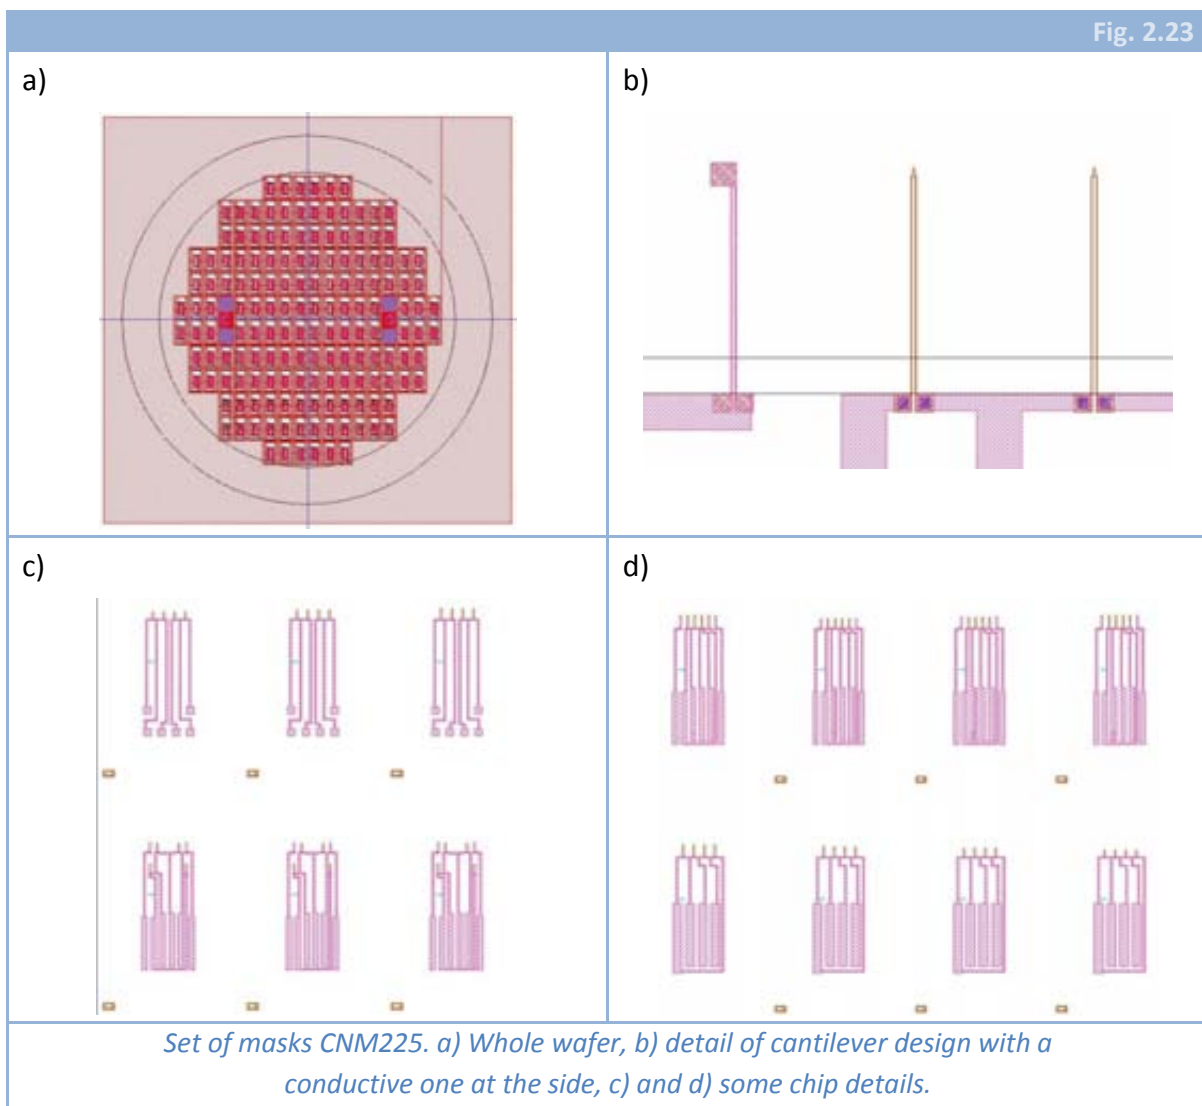 Fig. 2.23
a)
b)
c)
d)
Set of masks CNM225. a) Whole wafer, b) detail of cantilever design with a
conductive one at the side, c) and d) some chip details.